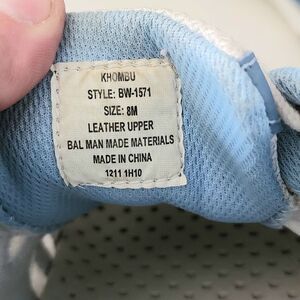 KHOMBU
STYLE: BW-1571
SIZE: 8M
LEATHER UPPER
BAL MAN MADE MATERIALS
MADE IN CHINA
1211 1H10